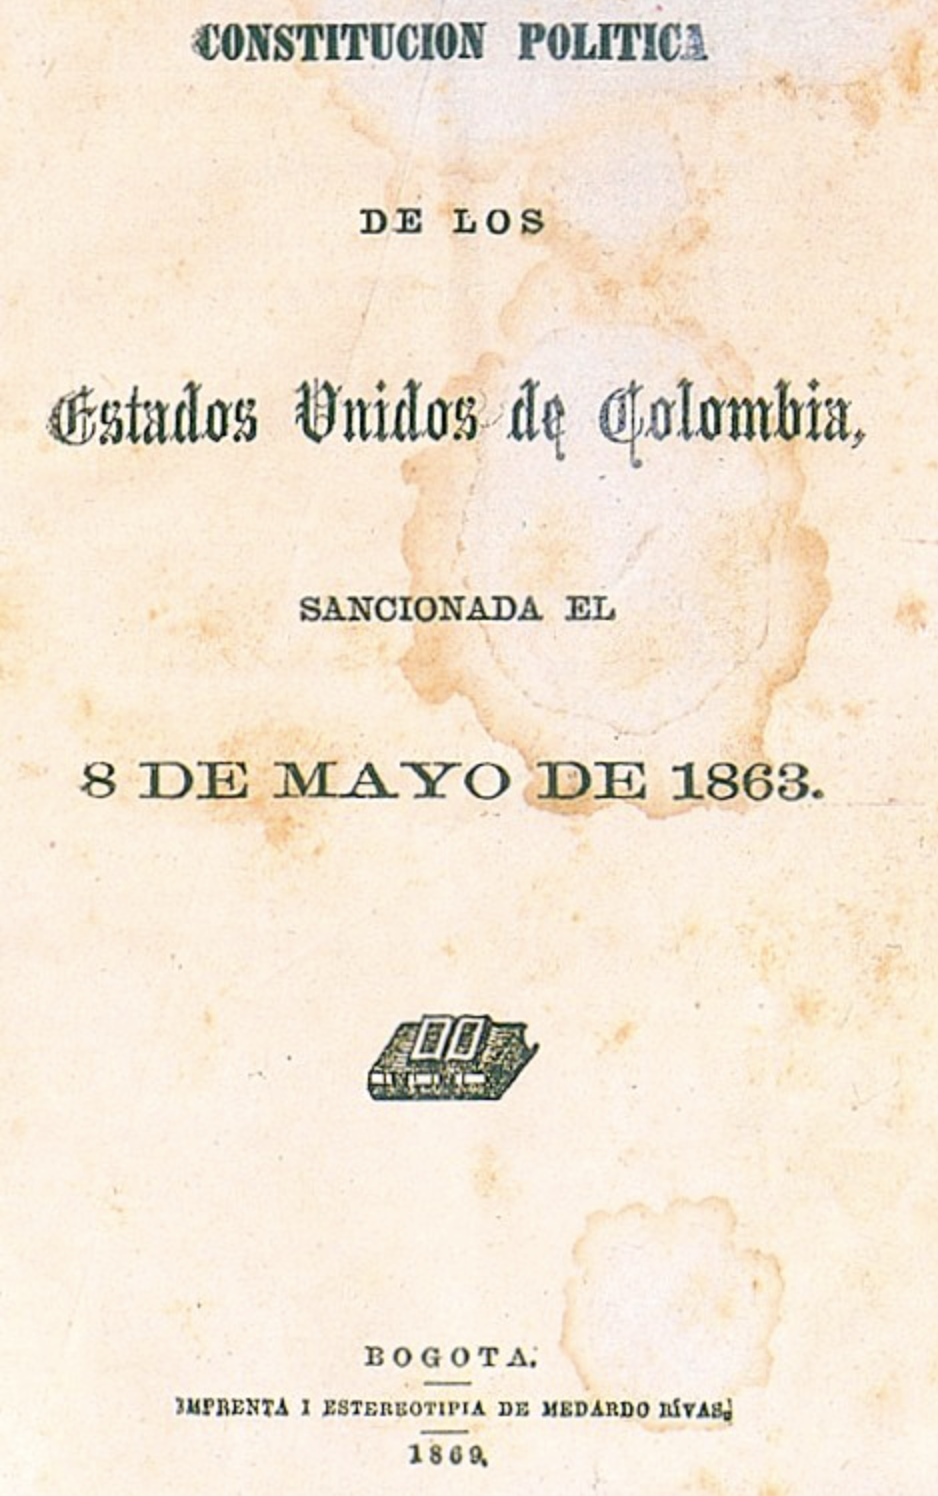 CONSTITUCION POLITICA
DE LOS
Estados Unidos de Colombia,
SANCIONADA EL
8 DE MAYO DE 1863.
BOGOTA.
IMPRENTA I ESTEREOTIPIA DE MEDARDO RÍVAS.
1869.